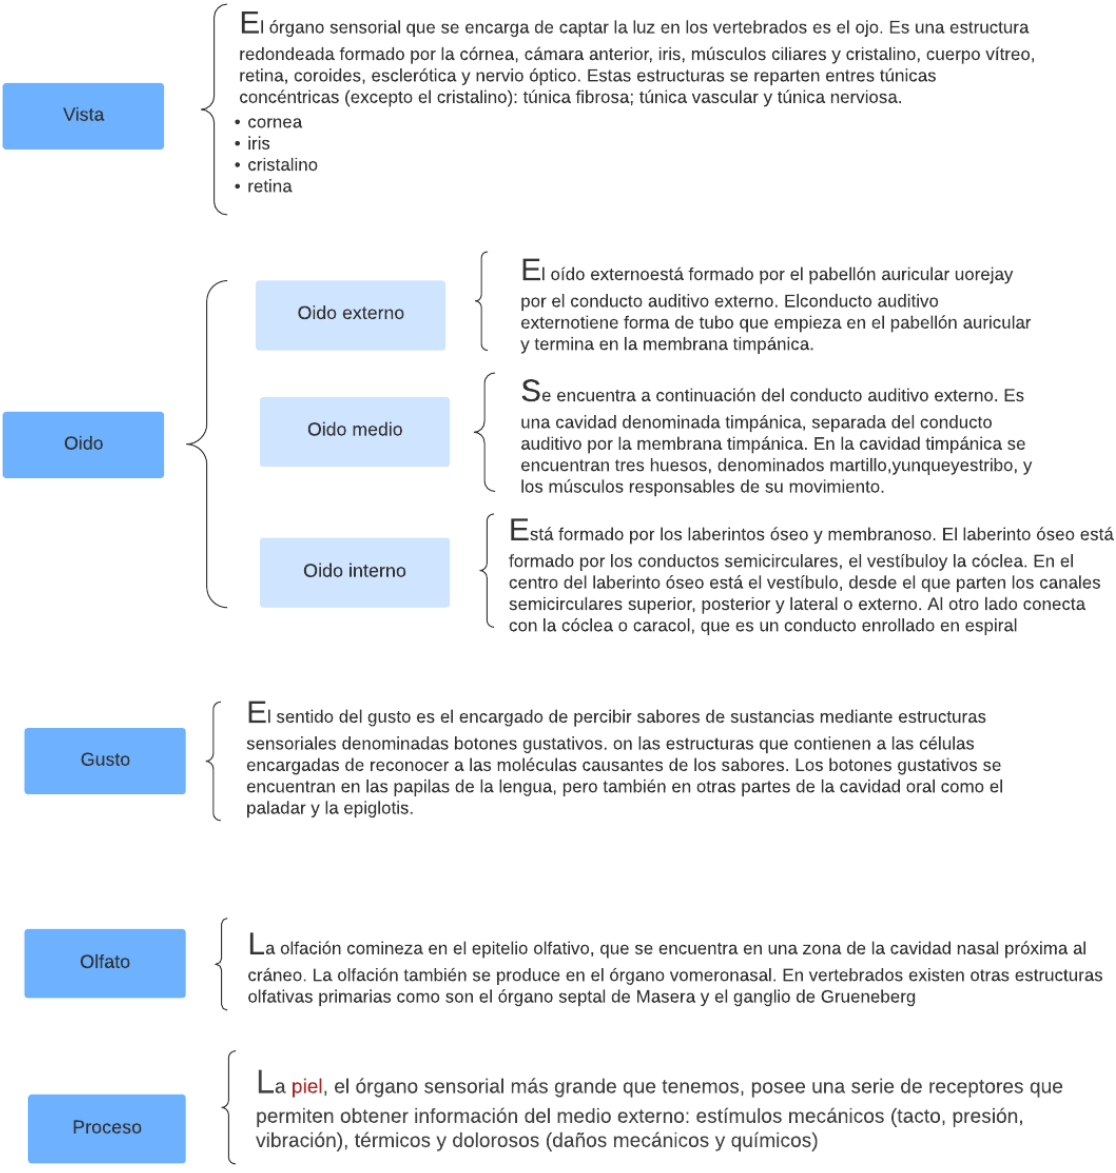 Vista
El órgano sensorial que se encarga de captar la luz en los vertebrados es el ojo. Es una estructura
redondeada formado por la córnea, cámara anterior, iris, músculos ciliares y cristalino, cuerpo vítreo,
retina, coroides, esclerótica y nervio óptico. Estas estructuras se reparten entres túnicas
concéntricas (excepto el cristalino): túnica fibrosa; túnica vascular y túnica nerviosa.
• cornea
• iris
• cristalino
• retina
Oido
Oido externo
El oído externoestá formado por el pabellón auricular uorejay
por el conducto auditivo externo. Elconducto auditivo
externotiene forma de tubo que empieza en el pabellón auricular
y termina en la membrana timpánica.
Oido medio
Se encuentra a continuación del conducto auditivo externo. Es
una cavidad denominada timpánica, separada del conducto
auditivo por la membrana timpánica. En la cavidad timpánica se
encuentran tres huesos, denominados martillo,yunqueyestribo, y
los músculos responsables de su movimiento.
Oido interno
Está formado por los laberintos óseo y membranoso. El laberinto óseo está
formado por los conductos semicirculares, el vestíbuloy la cóclea. En el
centro del laberinto óseo está el vestíbulo, desde el que parten los canales
semicirculares superior, posterior y lateral o externo. Al otro lado conecta
con la cóclea o caracol, que es un conducto enrollado en espiral
Gusto
El sentido del gusto es el encargado de percibir sabores de sustancias mediante estructuras
sensoriales denominadas botones gustativos. on las estructuras que contienen a las células
encargadas de reconocer a las moléculas causantes de los sabores. Los botones gustativos se
encuentran en las papilas de la lengua, pero también en otras partes de la cavidad oral como el
paladar y la epiglotis.
Olfato
La olfación comineza en el epitelio olfativo, que se encuentra en una zona de la cavidad nasal próxima al
cráneo. La olfación también se produce en el órgano vomeronasal. En vertebrados existen otras estructuras
olfativas primarias como son el órgano septal de Masera y el ganglio de Grueneberg
Proceso
La piel, el órgano sensorial más grande que tenemos, posee una serie de receptores que
permiten obtener información del medio externo: estímulos mecánicos (tacto, presión,
vibración), térmicos y dolorosos (daños mecánicos y químicos)